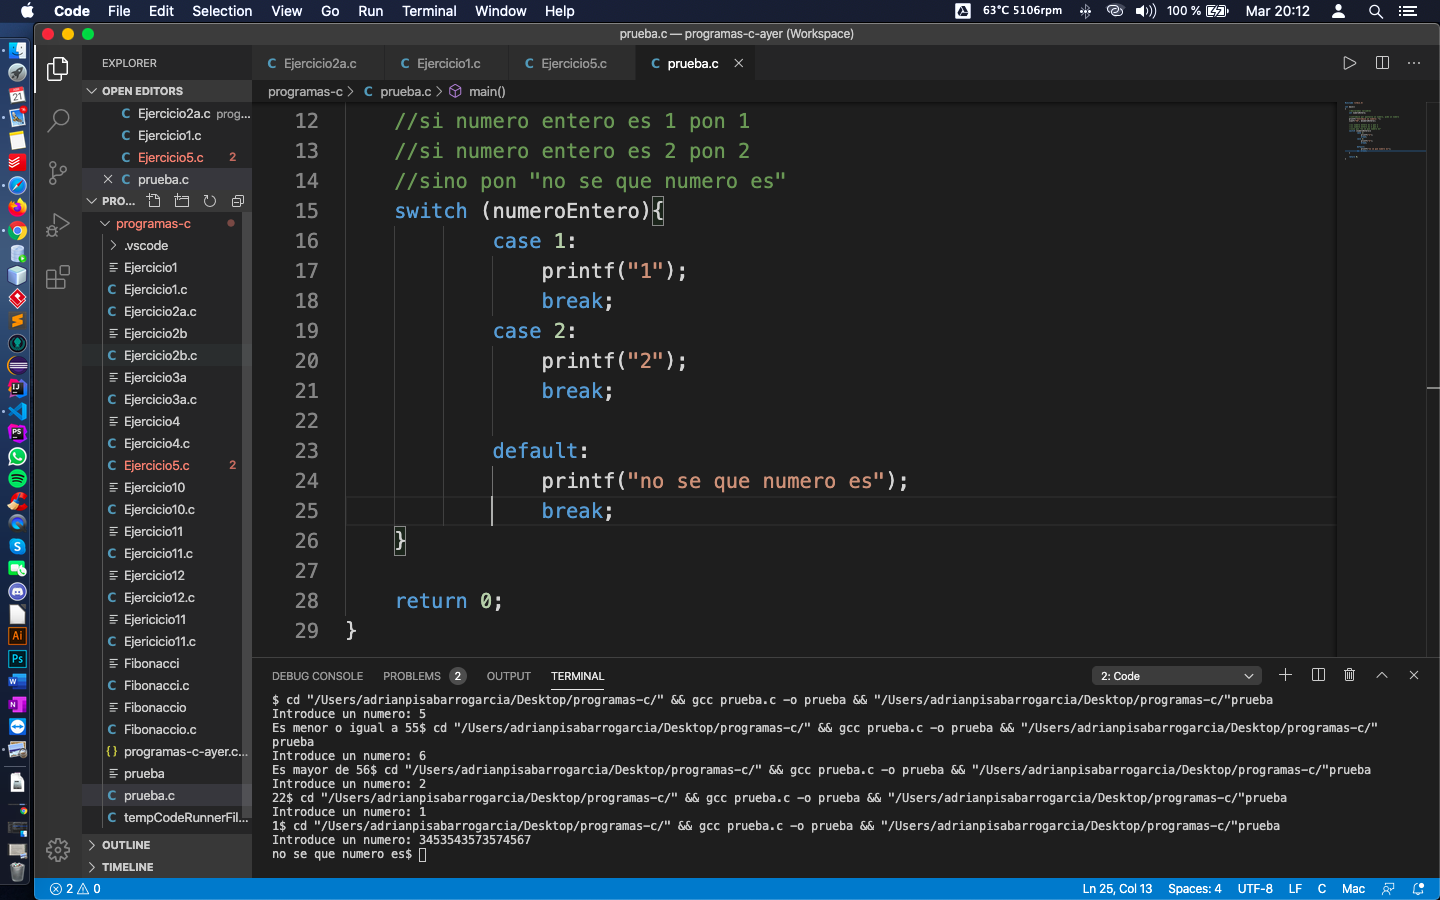 Code File Edit Selection View Go Run Terminal Window Help 63°C 5106rpm 100 % Mar 20:12
prueba.c — programas-c-ayer (Workspace)
EXPLORER
OPEN EDITORS
Ejercicio2a.c prog...
Ejercicio1.c
Ejercicio5.c 2
prueba.c
PRO...
programas-c
.vscode
Ejercicio1
Ejercicio1.c
Ejercicio2a.c
Ejercicio2b
Ejercicio2b.c
Ejercicio3a
Ejercicio3a.c
Ejercicio4
Ejercicio4.c
Ejercicio5.c 2
Ejercicio10
Ejercicio10.c
Ejercicio11
Ejercicio11.c
Ejercicio12
Ejercicio12.c
Ejericicio11
Ejericicio11.c
Fibonacci
Fibonacci.c
Fibonaccio
Fibonaccio.c
{} programas-c-ayer.c...
prueba
prueba.c
tempCodeRunnerFil...
OUTLINE
TIMELINE
Ejercicio2a.c Ejercicio1.c Ejercicio5.c prueba.c
programas-c > prueba.c > main()
12 //si numero entero es 1 pon 1
13 //si numero entero es 2 pon 2
14 //sino pon "no se que numero es"
15 switch (numeroEntero){
16 case 1:
17 printf("1");
18 break;
19 case 2:
20 printf("2");
21 break;
22
23 default:
24 printf("no se que numero es");
25 break;
26 }
27
28 return 0;
29 }
DEBUG CONSOLE PROBLEMS 2 OUTPUT TERMINAL 2: Code
$ cd "/Users/adrianpisabarrogarcia/Desktop/programas-c/" && gcc prueba.c -o prueba && "/Users/adrianpisabarrogarcia/Desktop/programas-c/"prueba
Introduce un numero: 5
Es menor o igual a 55$ cd "/Users/adrianpisabarrogarcia/Desktop/programas-c/" && gcc prueba.c -o prueba && "/Users/adrianpisabarrogarcia/Desktop/programas-c/"
prueba
Introduce un numero: 6
Es mayor de 56$ cd "/Users/adrianpisabarrogarcia/Desktop/programas-c/" && gcc prueba.c -o prueba && "/Users/adrianpisabarrogarcia/Desktop/programas-c/"prueba
Introduce un numero: 2
22$ cd "/Users/adrianpisabarrogarcia/Desktop/programas-c/" && gcc prueba.c -o prueba && "/Users/adrianpisabarrogarcia/Desktop/programas-c/"prueba
Introduce un numero: 1
1$ cd "/Users/adrianpisabarrogarcia/Desktop/programas-c/" && gcc prueba.c -o prueba && "/Users/adrianpisabarrogarcia/Desktop/programas-c/"prueba
Introduce un numero: 3453543573574567
no se que numero es$
2 0 Ln 25, Col 13 Spaces: 4 UTF-8 LF C Mac